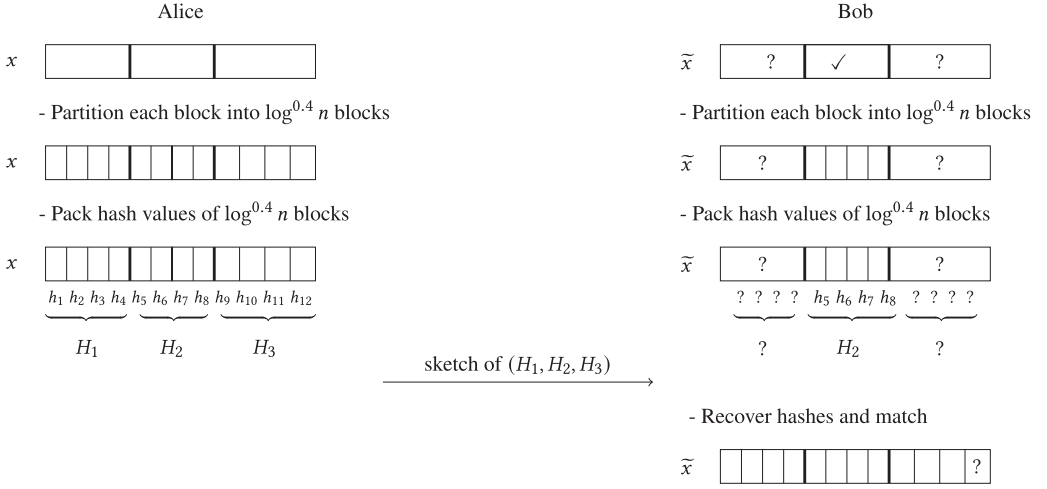 Alice Bob
x x̃ ? ✓ ?
- Partition each block into log^0.4 n blocks - Partition each block into log^0.4 n blocks
x x̃ ? ?
- Pack hash values of log^0.4 n blocks - Pack hash values of log^0.4 n blocks
x x̃ ? ?
h₁ h₂ h₃ h₄ h₅ h₆ h₇ h₈ h₉ h₁₀ h₁₁ h₁₂ ? ? ? ? h₅ h₆ h₇ h₈ ? ? ? ?
H₁ H₂ H₃ ? H₂ ?
sketch of (H₁, H₂, H₃)
- Recover hashes and match
x̃ ?